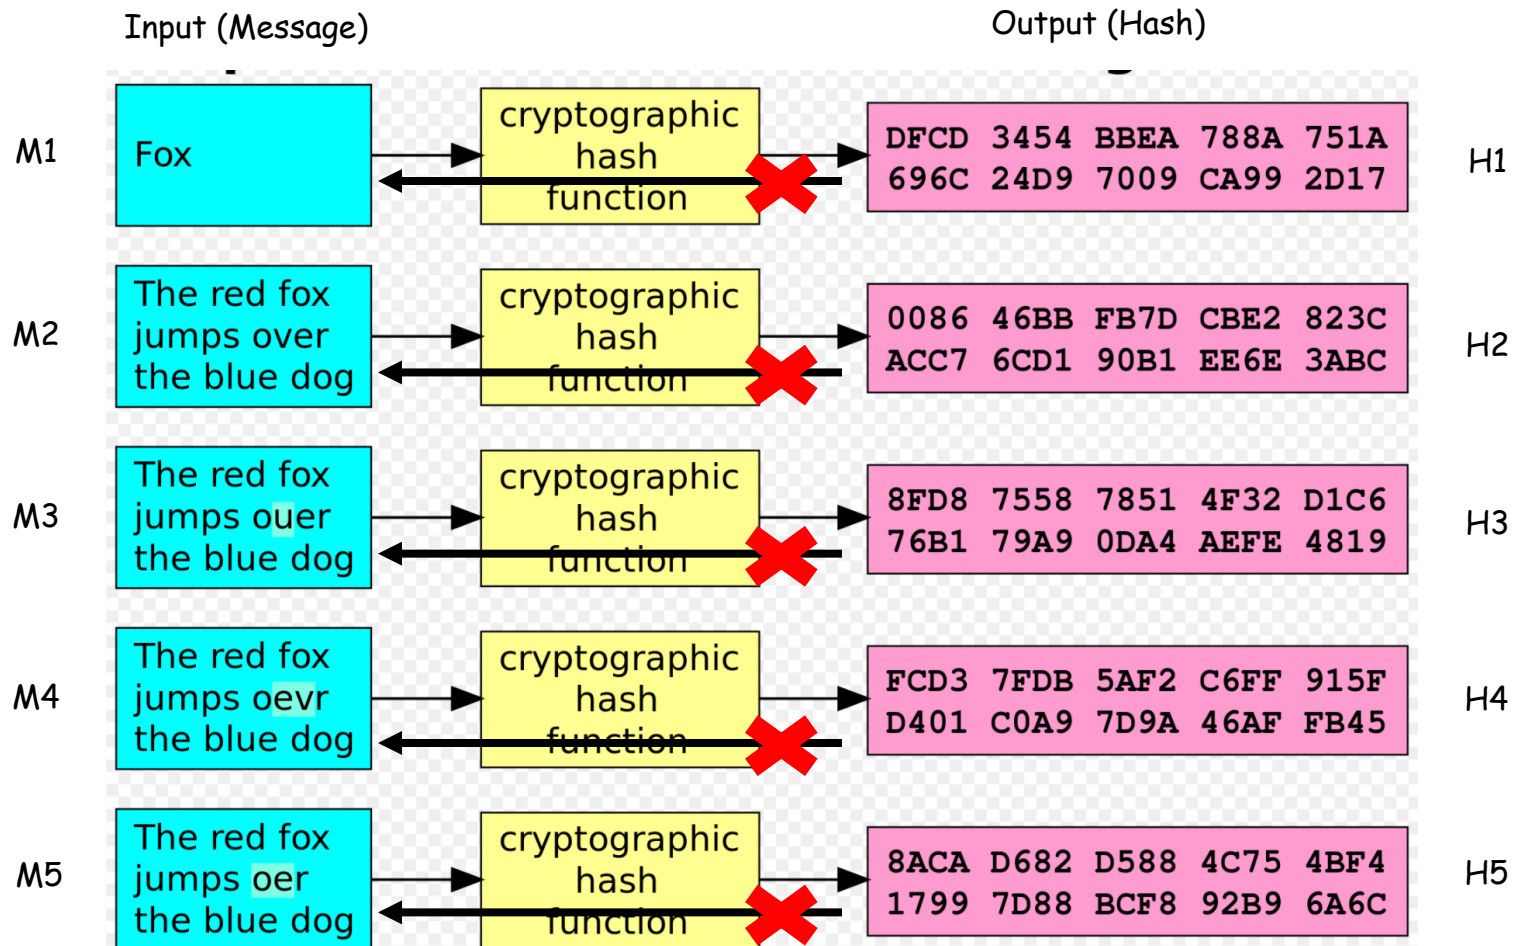 Input (Message)
Output (Hash)
M1
Fox
cryptographic
hash
function
DFCD 3454 BBEA 788A 751A
696C 24D9 7009 CA99 2D17
H1
M2
The red fox
jumps over
the blue dog
cryptographic
hash
function
0086 46BB FB7D CBE2 823C
ACC7 6CD1 90B1 EE6E 3ABC
H2
M3
The red fox
jumps ouer
the blue dog
cryptographic
hash
function
8FD8 7558 7851 4F32 D1C6
76B1 79A9 0DA4 AEFE 4819
H3
M4
The red fox
jumps oevr
the blue dog
cryptographic
hash
function
FCD3 7FDB 5AF2 C6FF 915F
D401 C0A9 7D9A 46AF FB45
H4
M5
The red fox
jumps oer
the blue dog
cryptographic
hash
function
8ACA D682 D588 4C75 4BF4
1799 7D88 BCF8 92B9 6A6C
H5